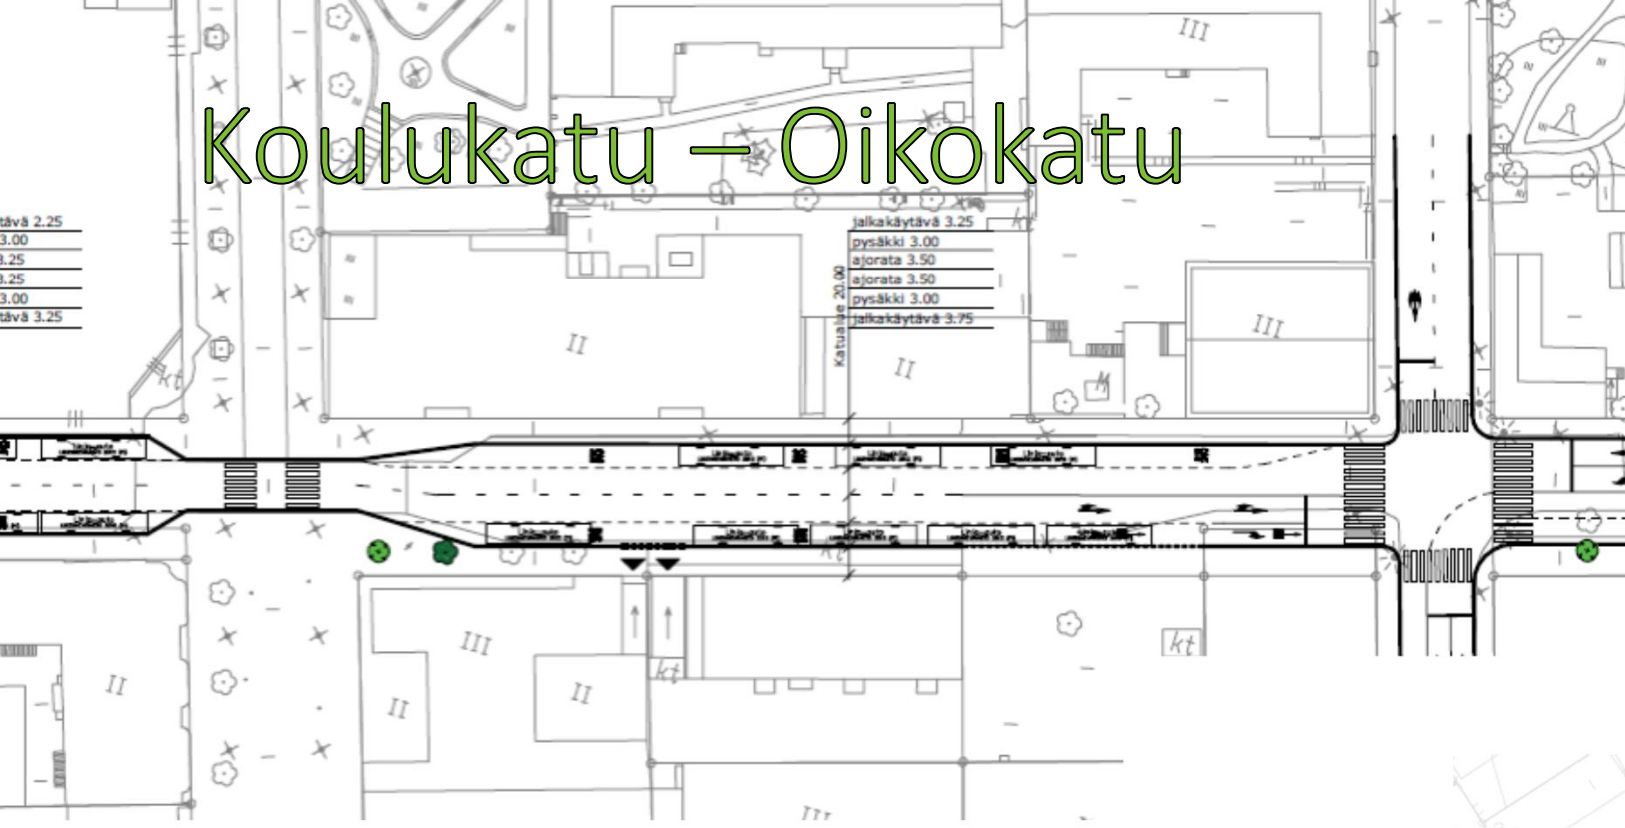 Koulukatu – Oikokatu
III
tävä 2.25
3.00
3.25
3.25
3.00
tävä 3.25
jalkakäytävä 3.25
pysäkki 3.00
ajorata 3.50
ajorata 3.50
pysäkki 3.00
jalkakäytävä 3.75
Katualue 20.00
kt
kt
II
II
III
M
kt
III
II
II
II
kt
kt
III